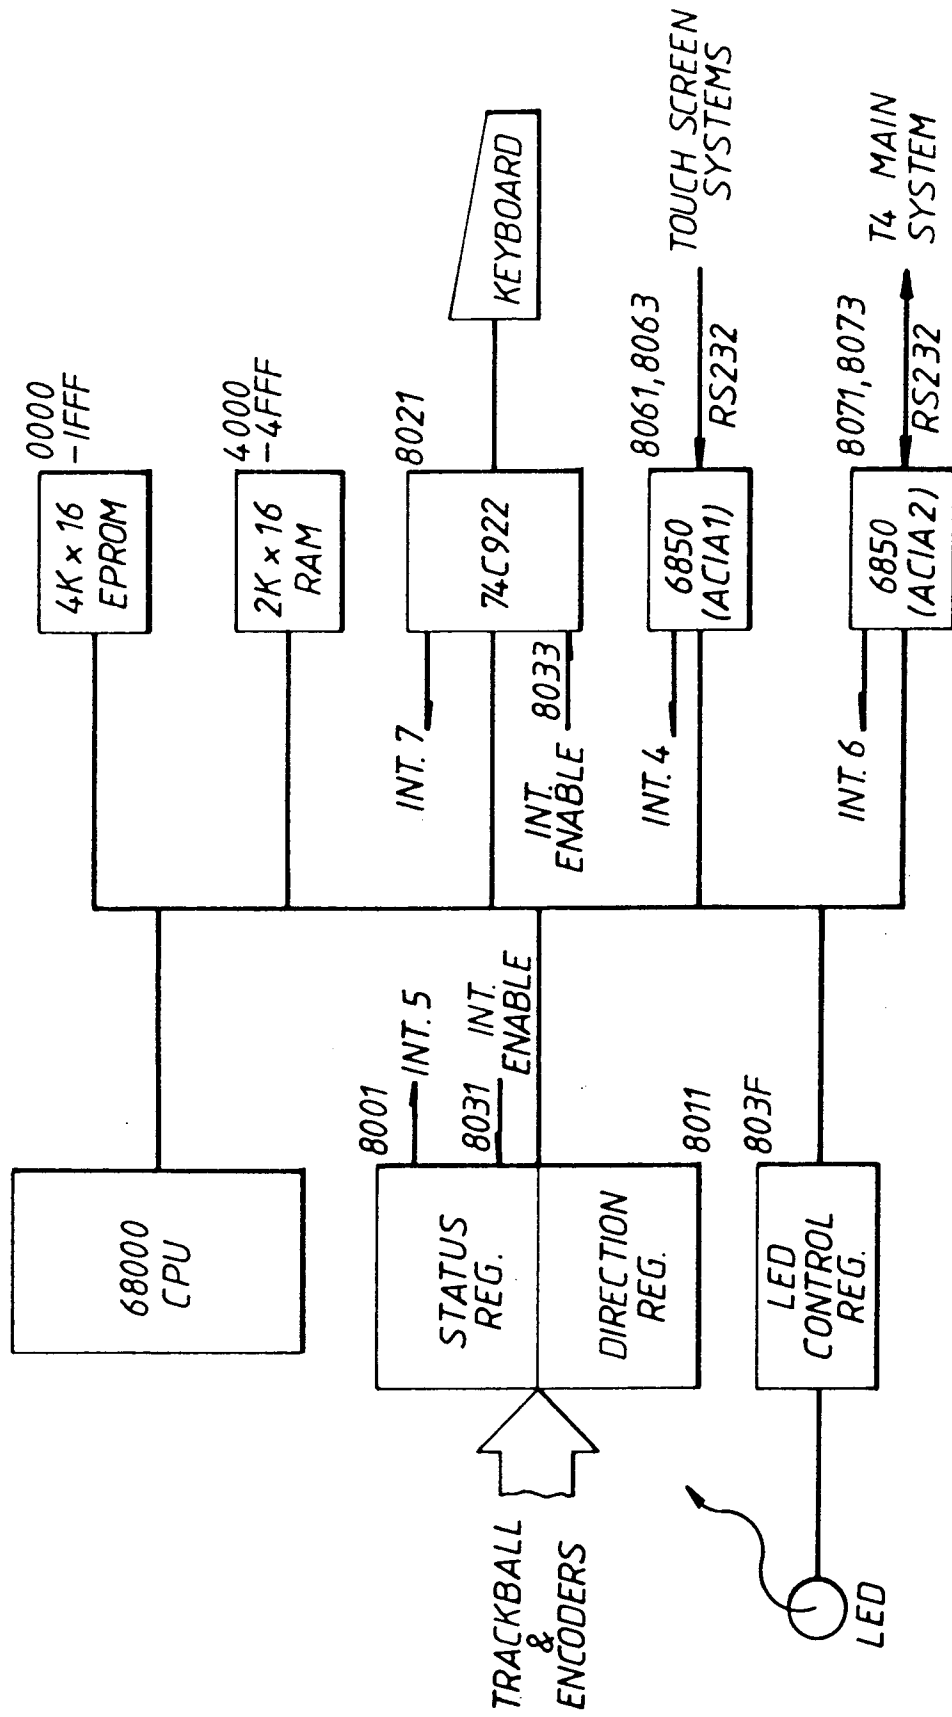 68000
CPU
4K × 16
EPROM
0000
-1FFF
2K × 16
RAM
4000
-4FFF
8001
INT. 5
8031
INT.
ENABLE
STATUS
REG.
DIRECTION
REG.
8011
TRACKBALL
&
ENCODERS
INT. 7
74C922
8021
KEYBOARD
8033
INT.
ENABLE
INT. 4
6850
(ACIA1)
8061,8063
RS232
TOUCH SCREEN
SYSTEMS
803F
LED
CONTROL
REG.
LED
INT. 6
6850
(ACIA2)
8071,8073
RS232
T4 MAIN
SYSTEM